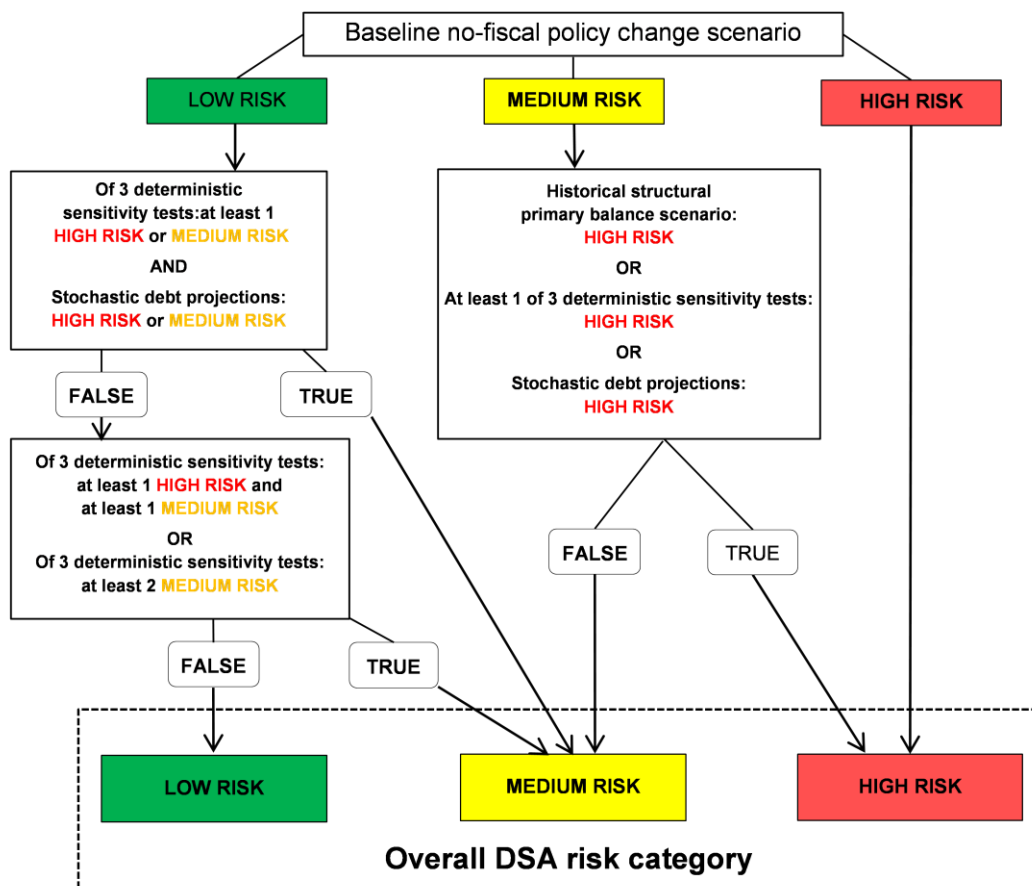 Baseline no-fiscal policy change scenario
LOW RISK
MEDIUM RISK
HIGH RISK
Of 3 deterministic
sensitivity tests:at least 1
HIGH RISK or MEDIUM RISK
AND
Stochastic debt projections:
HIGH RISK or MEDIUM RISK
Historical structural
primary balance scenario:
HIGH RISK
OR
At least 1 of 3 deterministic sensitivity tests:
HIGH RISK
OR
Stochastic debt projections:
HIGH RISK
FALSE
TRUE
Of 3 deterministic sensitivity tests:
at least 1 HIGH RISK and
at least 1 MEDIUM RISK
OR
Of 3 deterministic sensitivity tests:
at least 2 MEDIUM RISK
FALSE
TRUE
FALSE
TRUE
LOW RISK
MEDIUM RISK
HIGH RISK
Overall DSA risk category